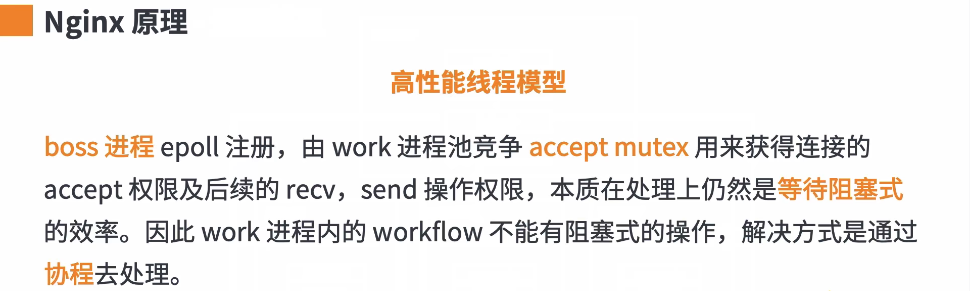 Nginx 原理
高性能线程模型
boss 进程 epoll 注册，由 work 进程池竞争 accept mutex 用来获得连接的
accept 权限及后续的 recv，send 操作权限，本质在处理上仍然是等待阻塞式
的效率。因此 work 进程内的 workflow 不能有阻塞式的操作，解决方式是通过
协程去处理。